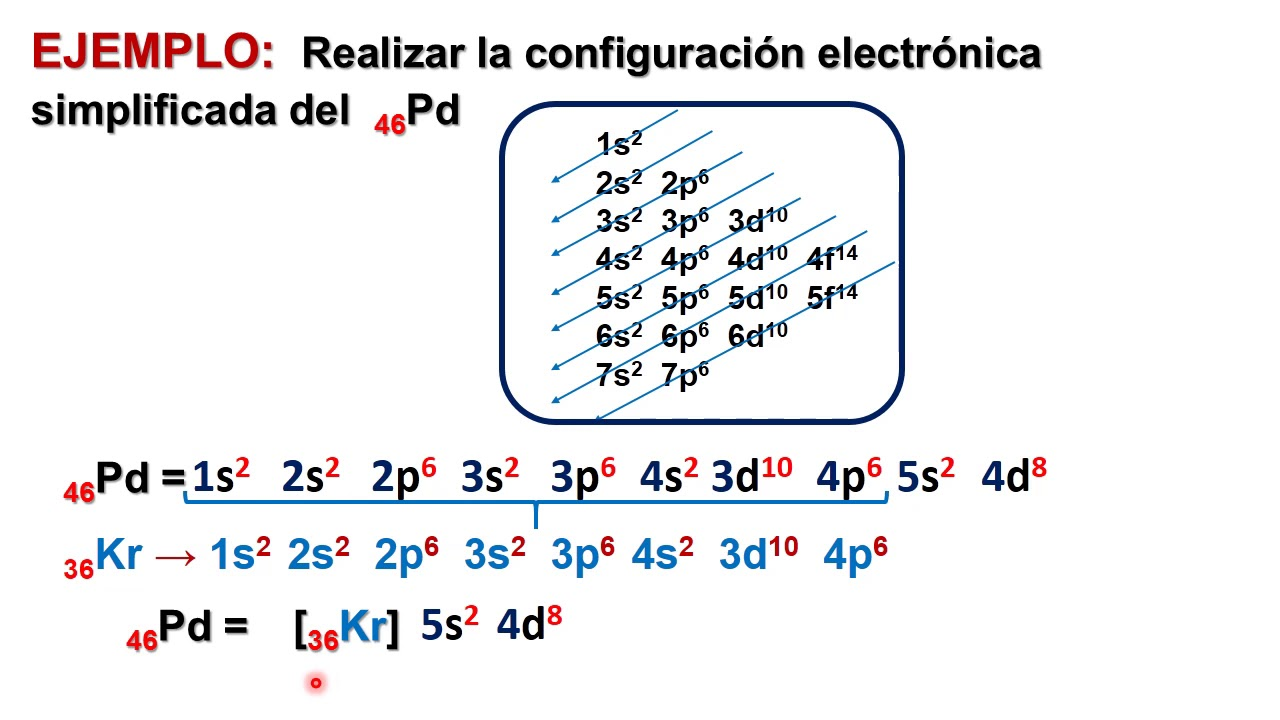 EJEMPLO: Realizar la configuración electrónica
simplificada del ₄₆Pd
1s²
2s² 2p⁶
3s² 3p⁶ 3d¹⁰
4s² 4p⁶ 4d¹⁰ 4f¹⁴
5s² 5p⁶ 5d¹⁰ 5f¹⁴
6s² 6p⁶ 6d¹⁰
7s² 7p⁶
₄₆Pd = 1s² 2s² 2p⁶ 3s² 3p⁶ 4s² 3d¹⁰ 4p⁶ 5s² 4d⁸
₃₆Kr → 1s² 2s² 2p⁶ 3s² 3p⁶ 4s² 3d¹⁰ 4p⁶
₄₆Pd = [₃₆Kr] 5s² 4d⁸